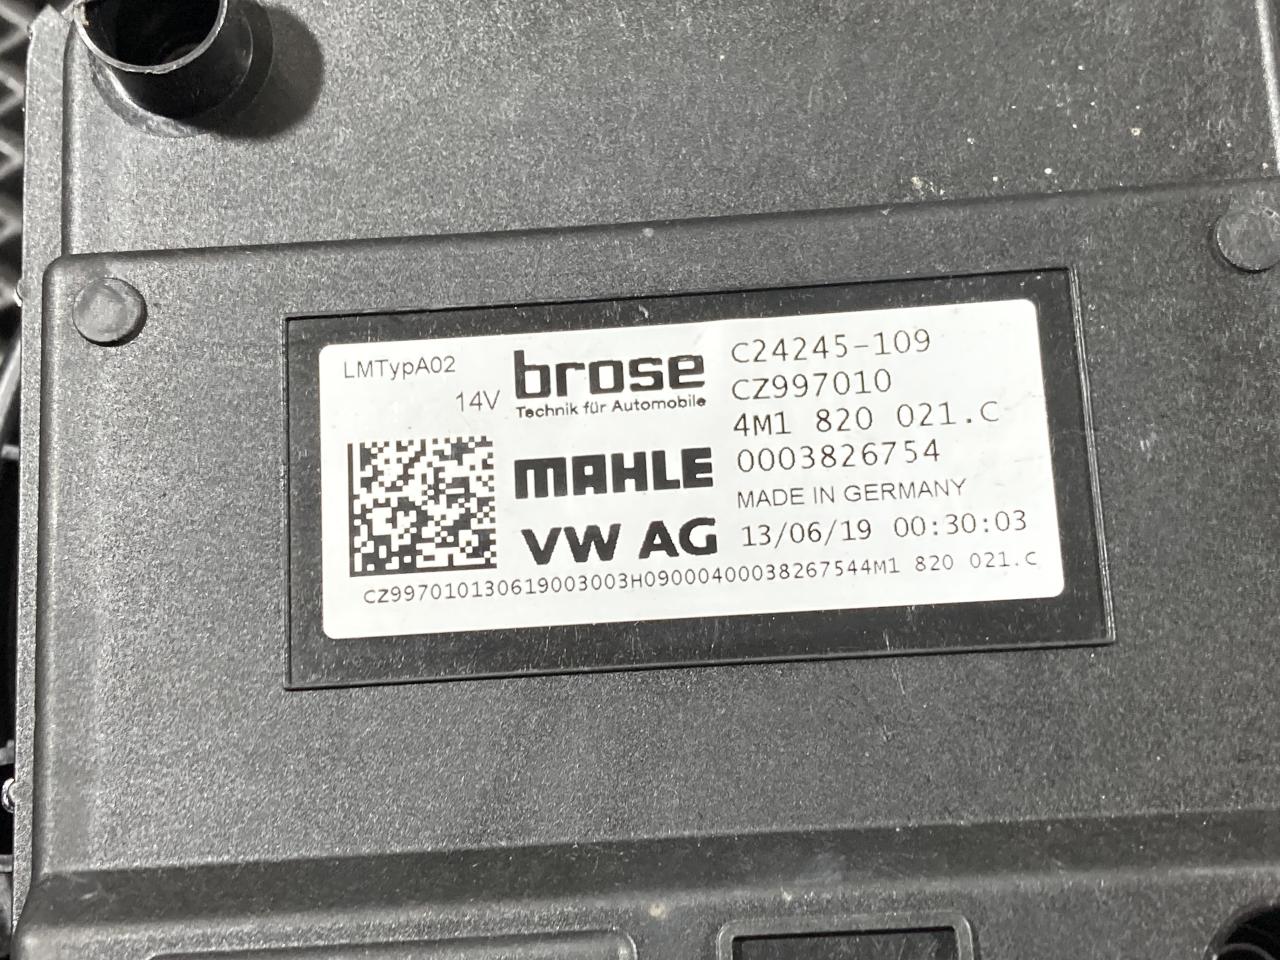 LMTypA02
14V
brose
Technik für Automobile
MAHLE
VW AG
C24245-109
CZ997010
4M1 820 021.C
0003826754
MADE IN GERMANY
13/06/19 00:30:03
CZ997010130619003003H09000400038267544M1 820 021.C